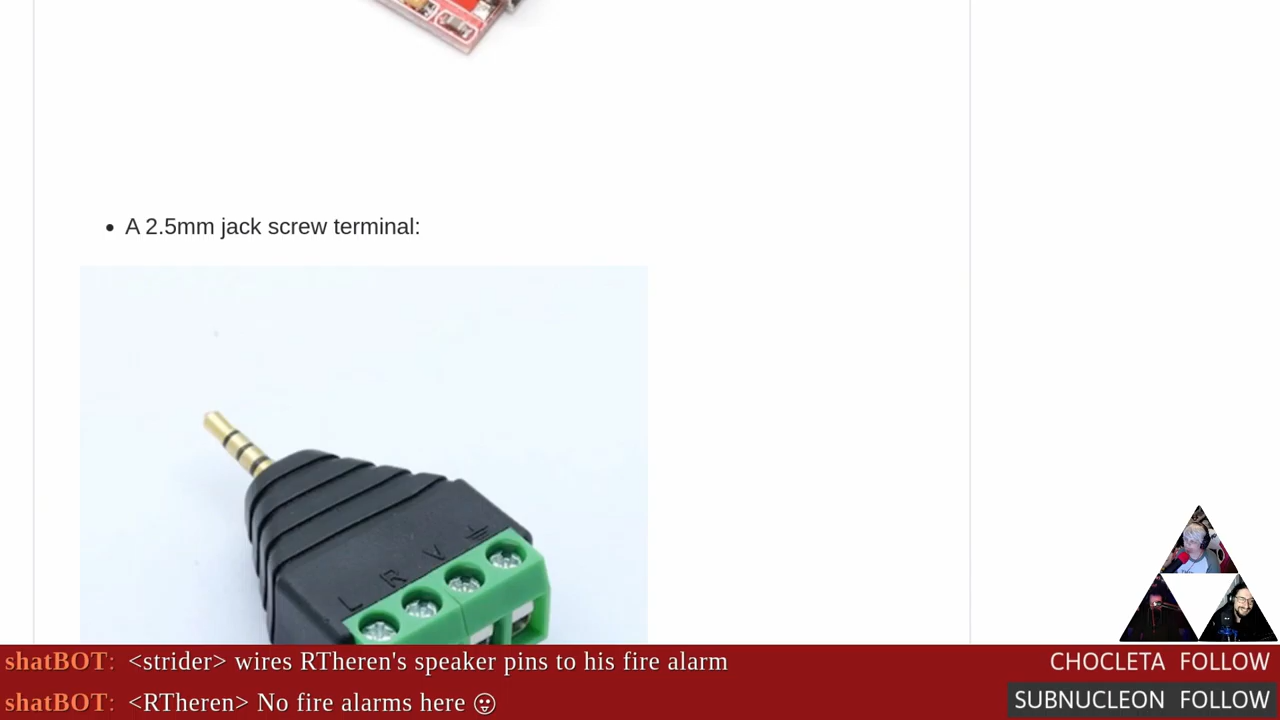 A 2.5mm jack screw terminal:
L R V
shatBOT: <strider> wires RTheren's speaker pins to his fire alarm
CHOCLETA FOLLOW
shatBOT: <RTheren> No fire alarms here 😛
SUBNUCLEON FOLLOW